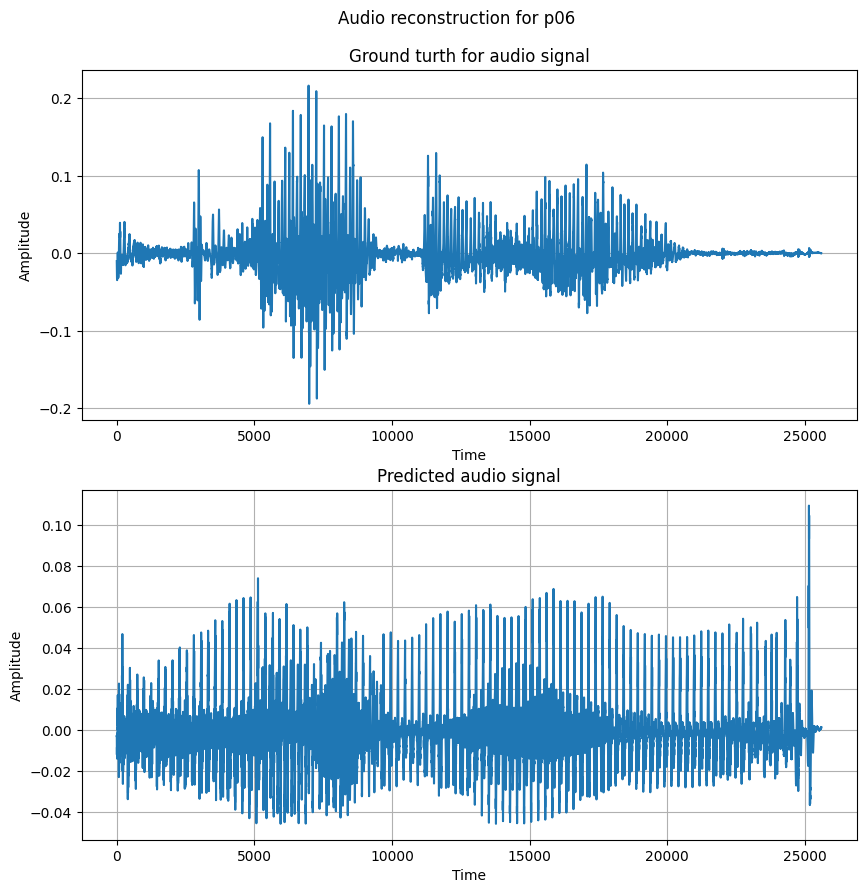 Audio reconstruction for p06
Ground turth for audio signal
0.2
0.1
0.0
−0.1
−0.2
Amplitude
0 5000 10000 15000 20000 25000
Time
Predicted audio signal
0.10
0.08
0.06
0.04
0.02
0.00
−0.02
−0.04
Amplitude
0 5000 10000 15000 20000 25000
Time